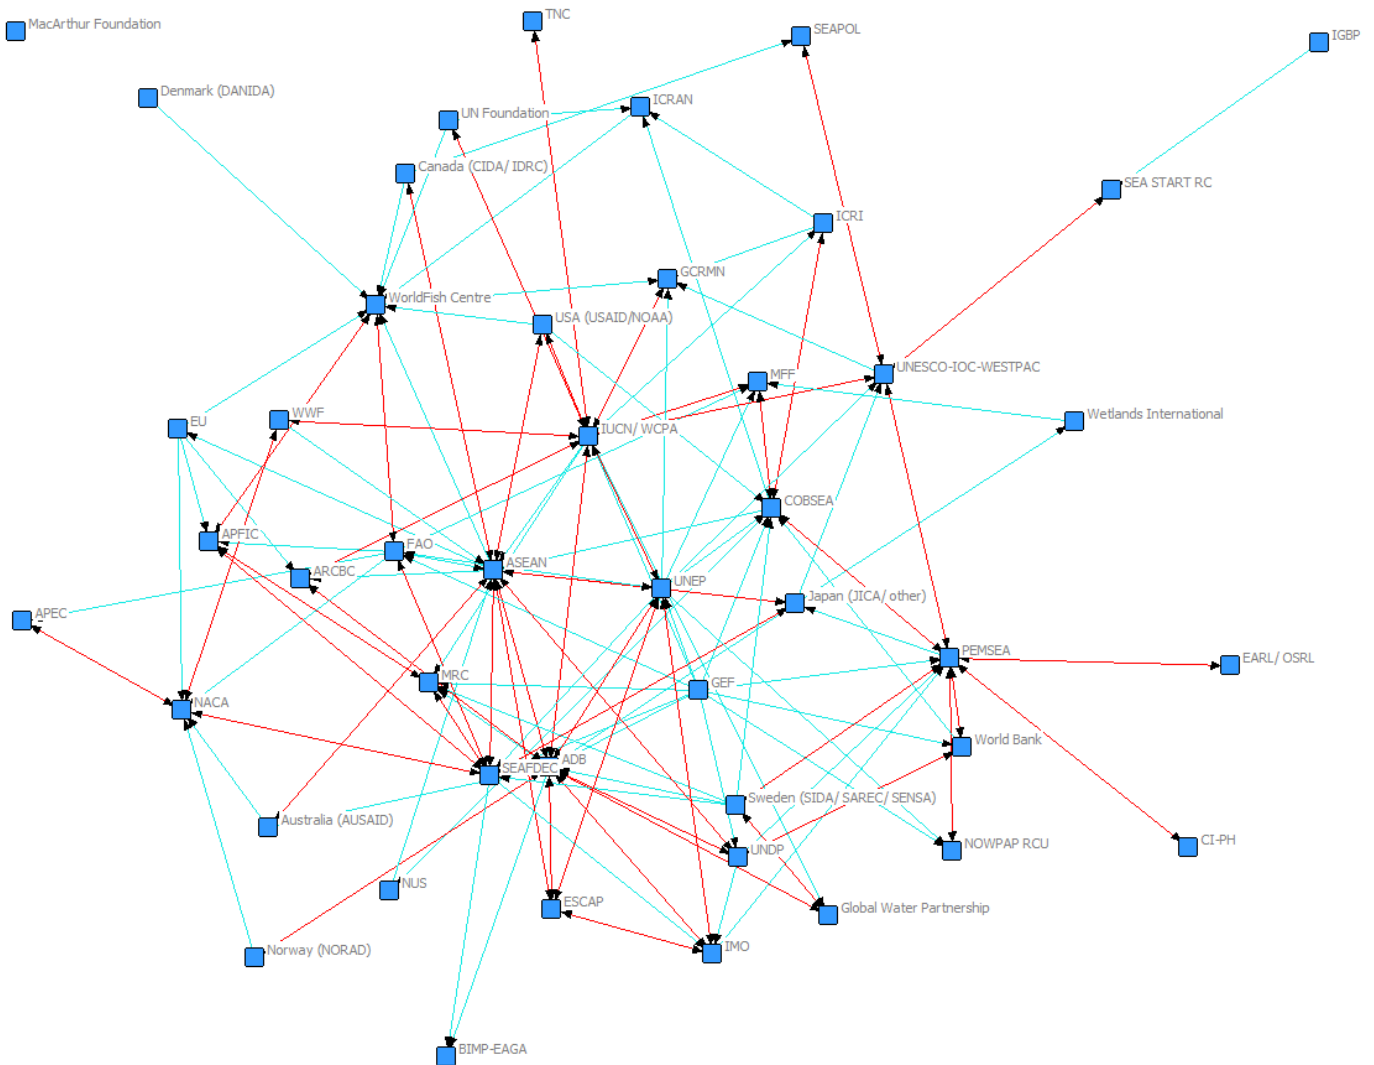 TNC
MacArthur Foundation
SEAPOL
IGBP
Denmark (DANIDA)
ICRAN
UN Foundation
Canada (CIDA/ IDRC)
SEA START RC
ICRI
GCRMN
WorldFish Centre
USA (USAID/NOAA)
UNESCO-IOC-WESTPAC
MFF
WWF
Wetlands International
EU
IUCN/ WCPA
COBSEA
APFIC
FAO
ASEAN
ARCBC
UNEP
Japan (JICA/ other)
APEC
PEMSEA
EARL/ OSRL
MRC
GEF
NACA
World Bank
ADB
SEAFDEC
Sweden (SIDA/ SAREC/ SENSA)
Australia (AUSAID)
CI-PH
NOWPAP RCU
UNDP
NUS
ESCAP
Global Water Partnership
IMO
Norway (NORAD)
BIMP-EAGA